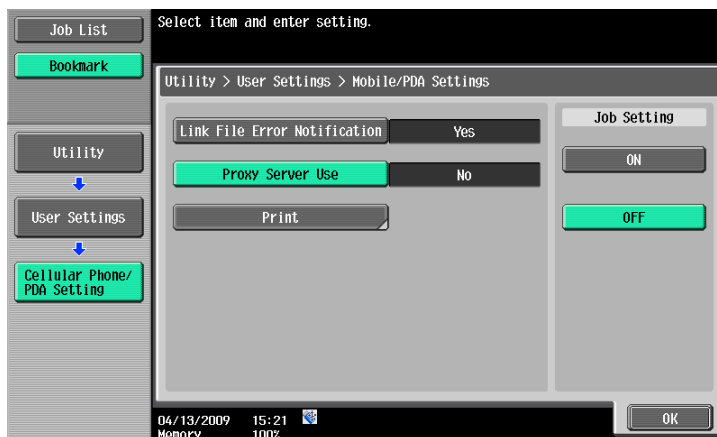 Job List
Bookmark
Select item and enter setting.
Utility > User Settings > Mobile/PDA Settings
Utility
User Settings
Cellular Phone/
PDA Setting
Link File Error Notification Yes
Proxy Server Use No
Print
Job Setting
ON
OFF
04/13/2009 15:21
Memory 100%
OK